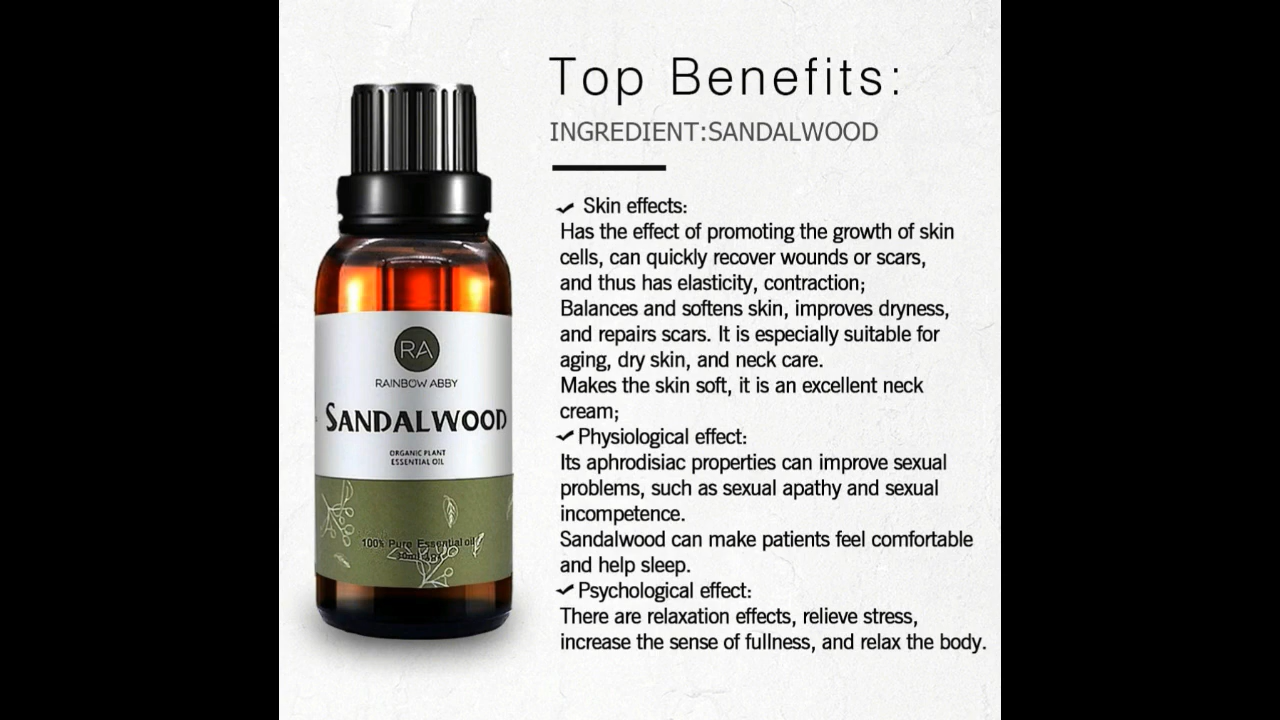 Top Benefits:
INGREDIENT:SANDALWOOD
Skin effects:
Has the effect of promoting the growth of skin
cells, can quickly recover wounds or scars,
and thus has elasticity, contraction;
Balances and softens skin, improves dryness,
and repairs scars. It is especially suitable for
aging, dry skin, and neck care.
Makes the skin soft, it is an excellent neck
cream;
Physiological effect:
Its aphrodisiac properties can improve sexual
problems, such as sexual apathy and sexual
incompetence.
Sandalwood can make patients feel comfortable
and help sleep.
Psychological effect:
There are relaxation effects, relieve stress,
increase the sense of fullness, and relax the body.
RA
RAINBOW ABBY
SANDALWOOD
ORGANIC PLANT
ESSENTIAL OIL
100% Pure Essential oil